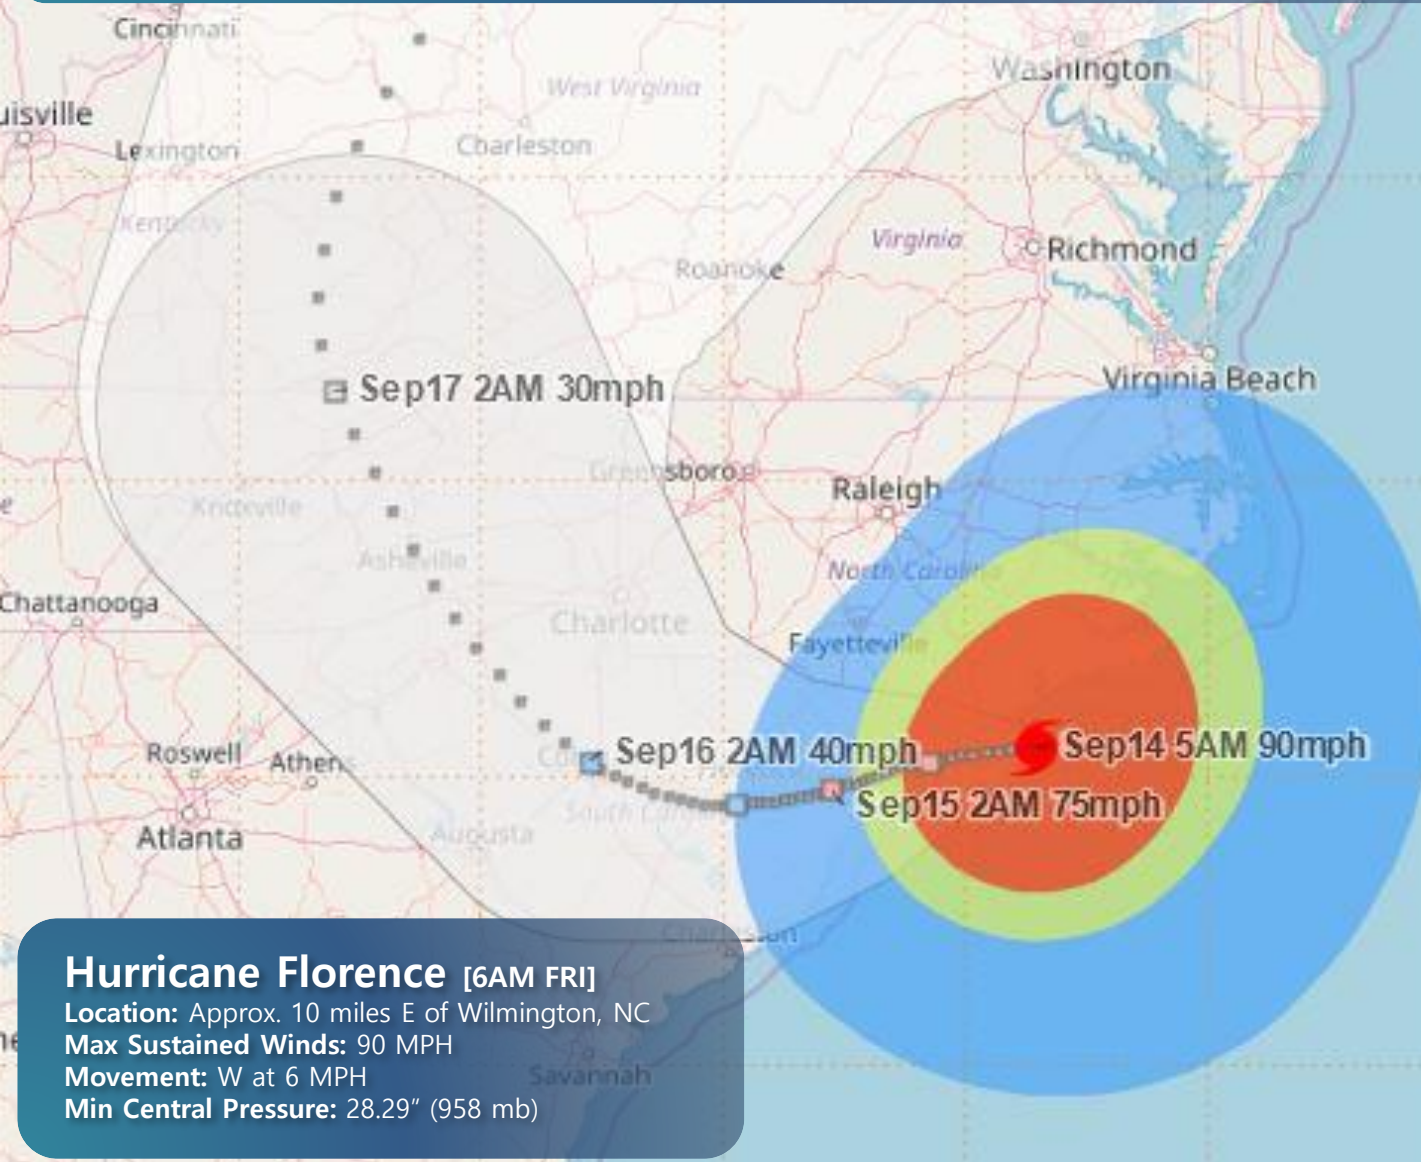 Cincinnati
West Virginia
Washington
uisville
Lexington
Charleston
Kentucky
Virginia
Richmond
Roanoke
Virginia Beach
Sep17 2AM 30mph
Greensboro
Raleigh
e
Knoxville
Asheville
North Carolina
Chattanooga
Charlotte
Fayetteville
Roswell
Athens
Sep16 2AM 40mph
Sep14 5AM 90mph
Sep15 2AM 75mph
South Carolina
Atlanta
Augusta
Charleston
Hurricane Florence [6AM FRI]
Location: Approx. 10 miles E of Wilmington, NC
Max Sustained Winds: 90 MPH
Movement: W at 6 MPH
Savannah
Min Central Pressure: 28.29" (958 mb)